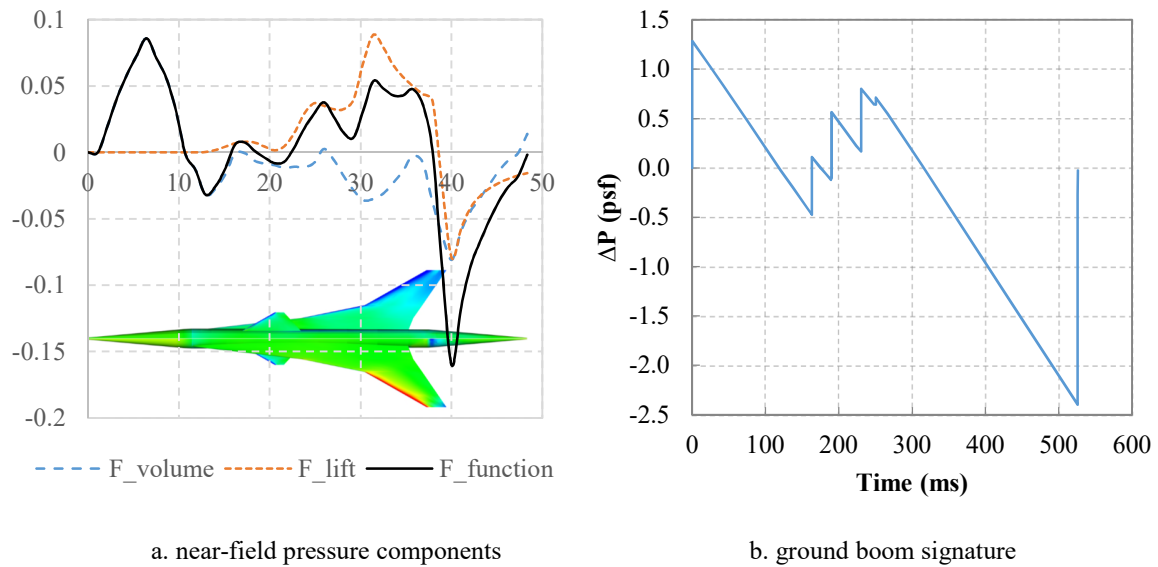 0.1
0.05
0
-0.05
-0.1
-0.15
-0.2
0 10 20 30 40 50
F_volume F_lift F_function
a. near-field pressure components
1.5
1.0
0.5
0.0
-0.5
-1.0
-1.5
-2.0
-2.5
ΔP (psf)
0 100 200 300 400 500 600
Time (ms)
b. ground boom signature